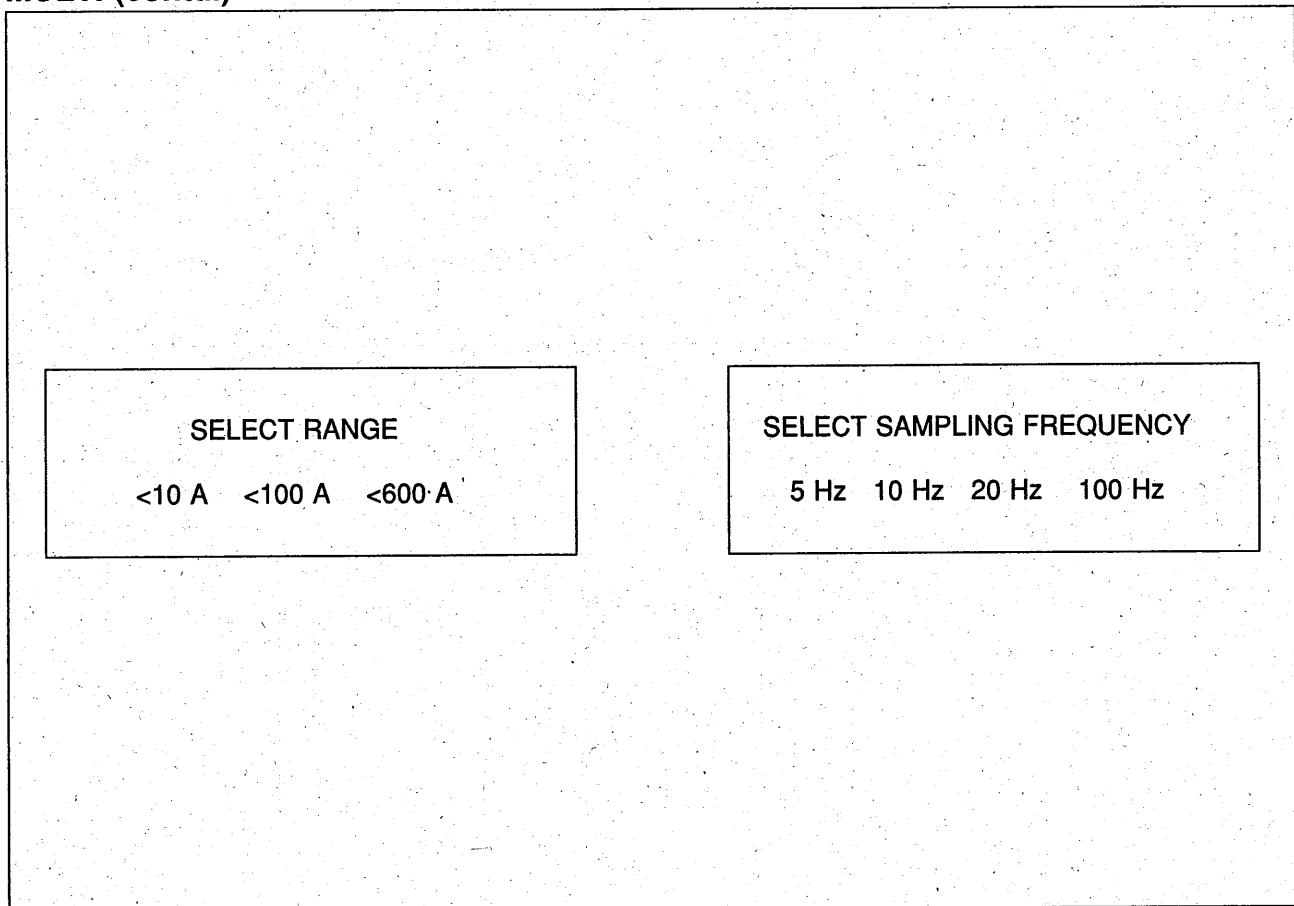 SELECT RANGE
<10 A <100 A <600 A
SELECT SAMPLING FREQUENCY
5 Hz 10 Hz 20 Hz 100 Hz